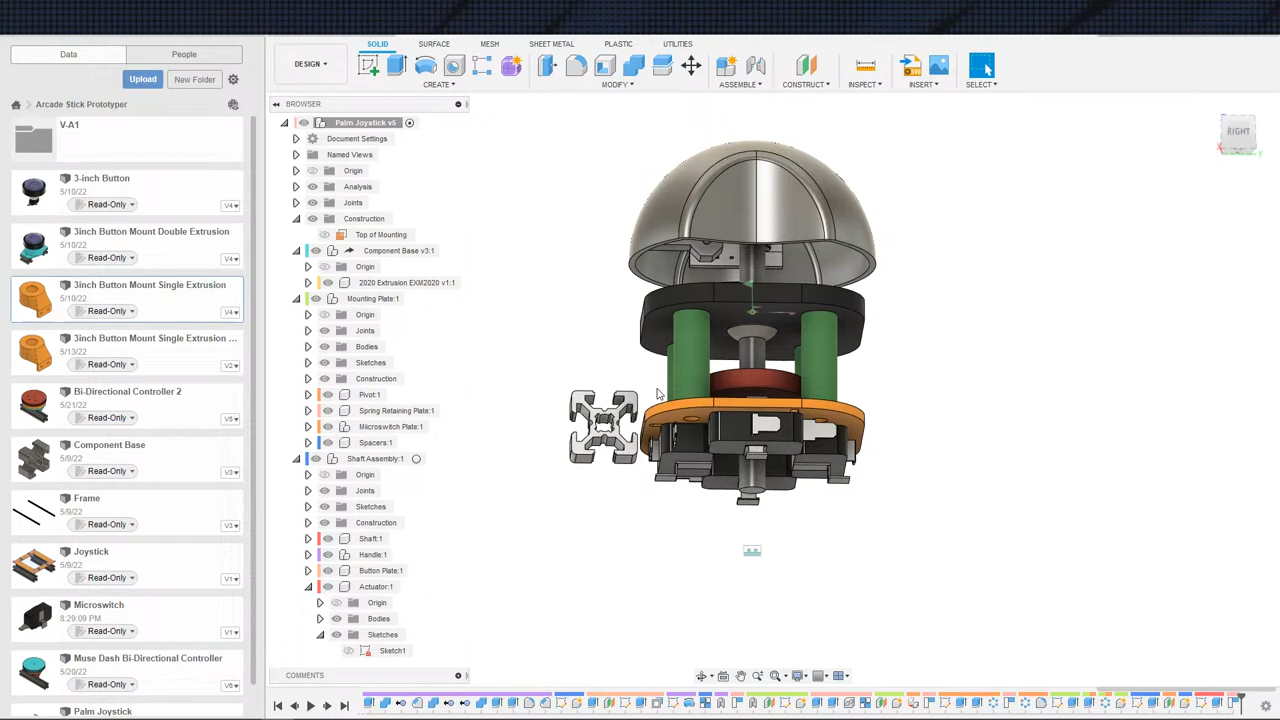 Data
People
Upload
New Folder
Arcade Stick Prototyper
V-A1
3-inch Button
5/10/22
Read-Only
V4
3inch Button Mount Double Extrusion
5/10/22
Read-Only
V4
3inch Button Mount Single Extrusion
5/10/22
Read-Only
V4
3inch Button Mount Single Extrusion ...
5/13/22
Read-Only
V2
Bi-Directional Controller 2
5/21/22
Read-Only
Component Base
5/9/22
Read-Only
V3
Frame
5/9/22
Read-Only
V3
Joystick
5/9/22
Read-Only
V1
Microswitch
8:29:09 PM
Read-Only
V1
Muse Dash Bi-Directional Controller
5/22/22
Read-Only
Palm Joystick
SOLID
SURFACE
MESH
SHEET METAL
PLASTIC
UTILITIES
DESIGN
CREATE
MODIFY
ASSEMBLE
CONSTRUCT
INSPECT
INSERT
SELECT
BROWSER
Palm Joystick v5
Document Settings
Named Views
Origin
Analysis
Joints
Construction
Top of Mounting
Component Base v3:1
Origin
2020 Extrusion EXM2020 v1:1
Mounting Plate:1
Origin
Joints
Bodies
Sketches
Construction
Pivot:1
Spring Retaining Plate:1
Miicroswitch Plate:1
Spacers:1
Shaft Assembly:1
Origin
Joints
Sketches
Construction
Shaft:1
Handle:1
Button Plate:1
Actuator:1
Origin
Bodies
Sketches
Sketch1
COMMENTS
RIGHT